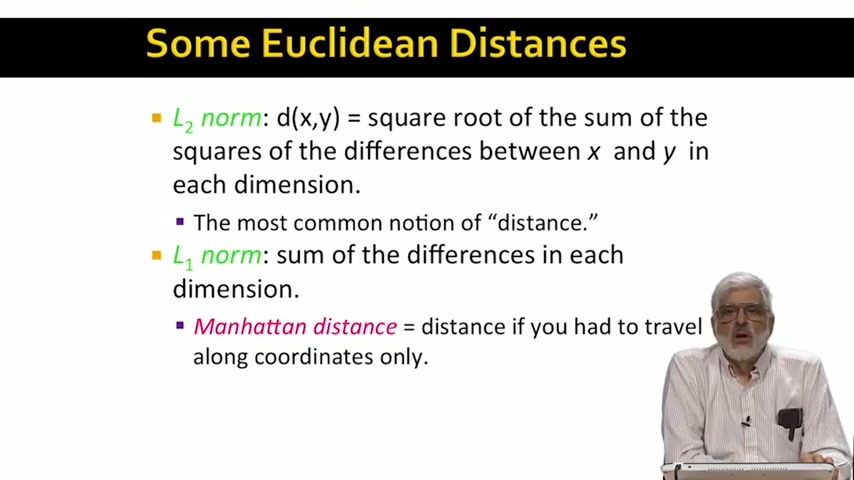 Some Euclidean Distances
▪ L₂ norm: d(x,y) = square root of the sum of the
squares of the differences between x and y in
each dimension.
▪ The most common notion of “distance.”
▪ L₁ norm: sum of the differences in each
dimension.
▪ Manhattan distance = distance if you had to travel
along coordinates only.